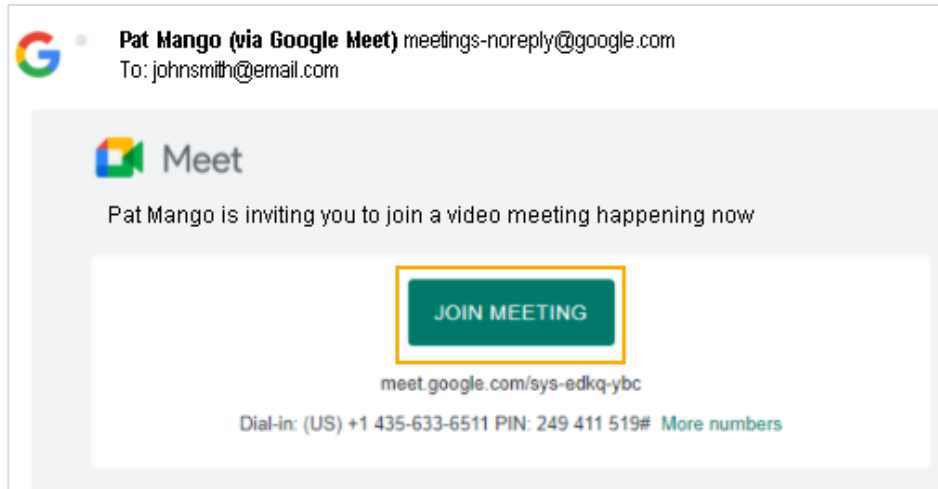 Pat Mango (via Google Meet) meetings-noreply@google.com
To: johnsmith@email.com
Meet
Pat Mango is inviting you to join a video meeting happening now
JOIN MEETING
meet.google.com/sys-edkq-ybc
Dial-in: (US) +1 435-633-6511 PIN: 249 411 519# More numbers